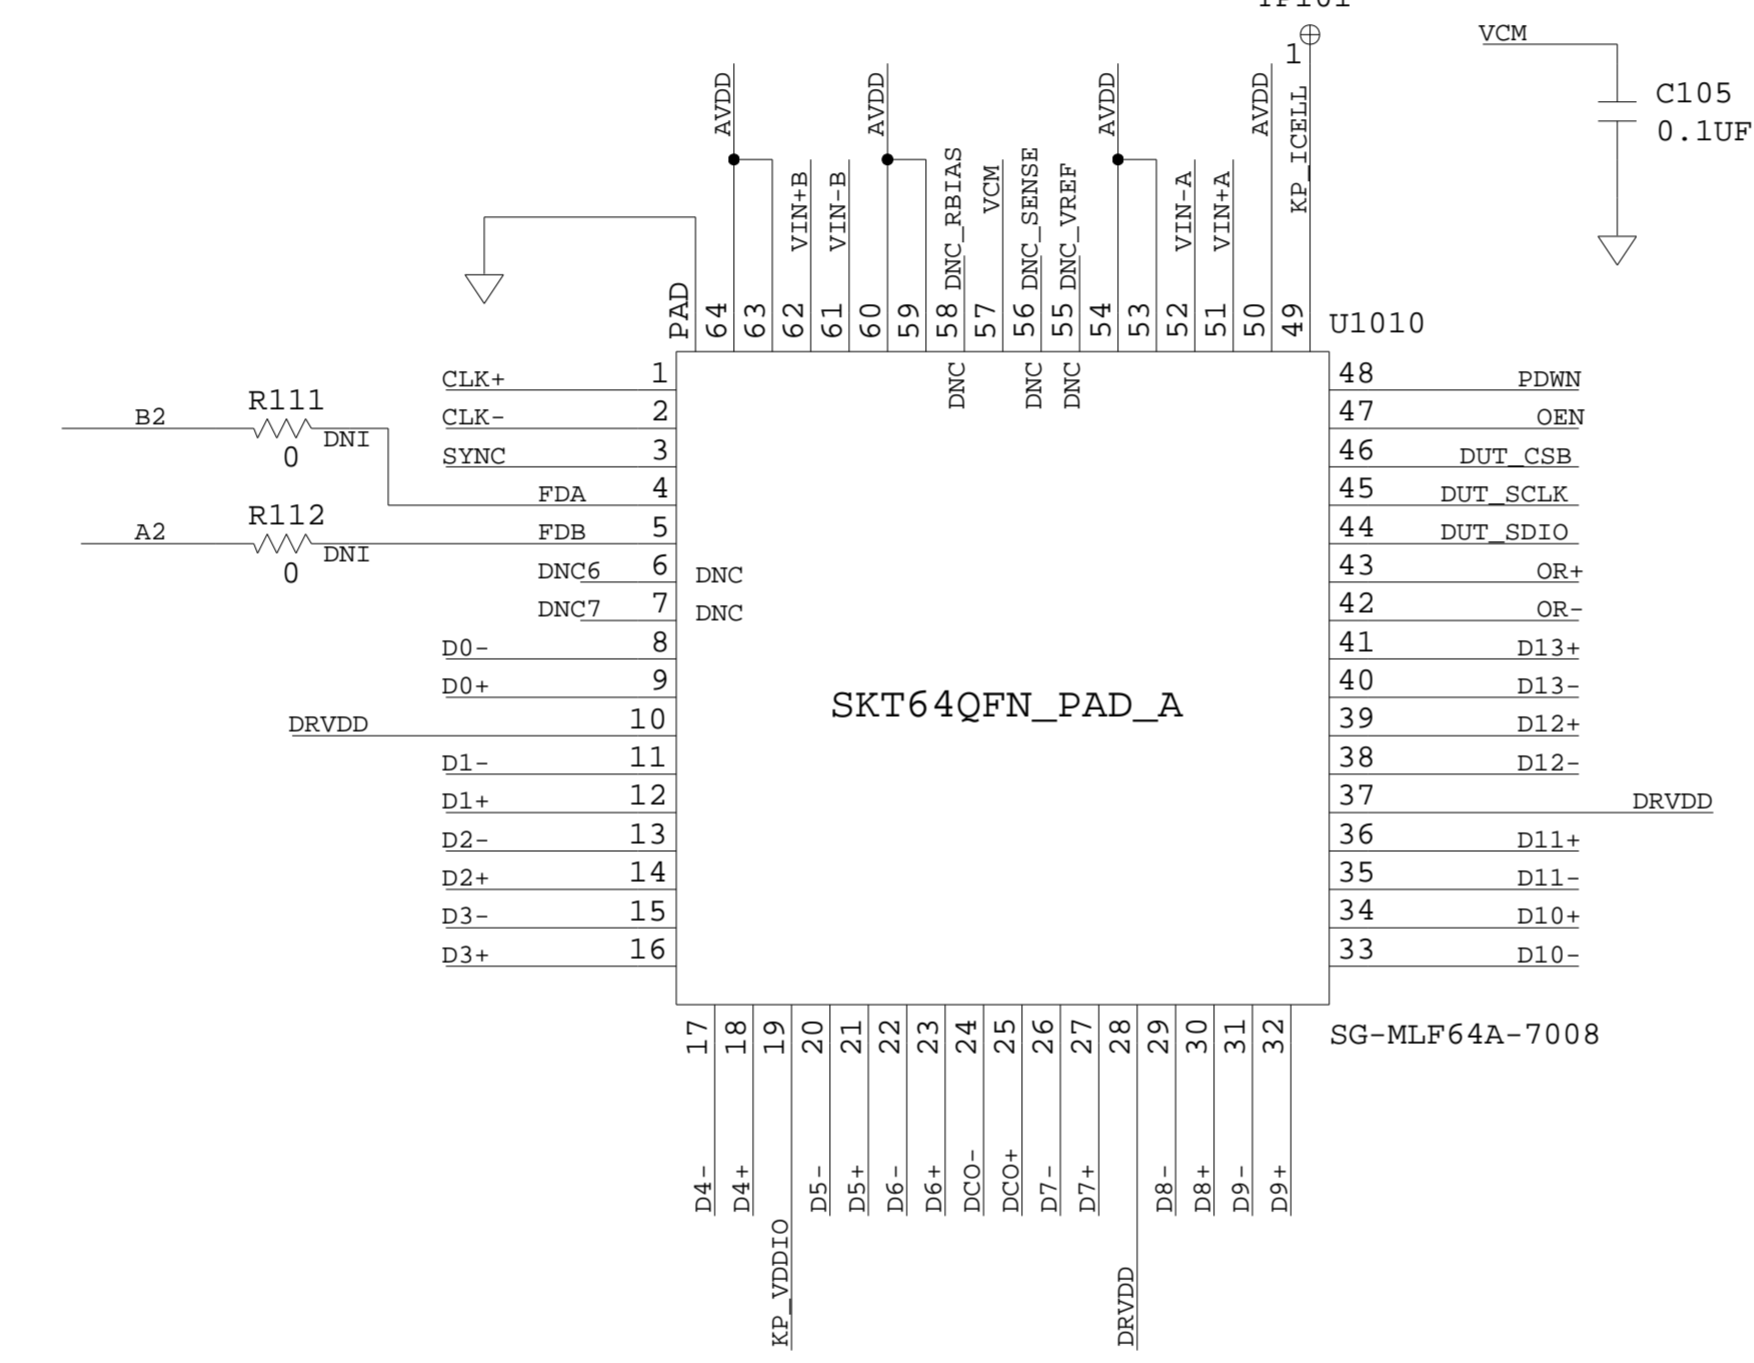 VCM
1
C105
0.1UF
AVDD
AVDD
AVDD
AVDD
KP_ICELL
VIN+B
VIN-B
DNC_RBIAS
VCM
DNC_SENSE
DNC_VREF
VIN-A
VIN+A
PAD
64
63
62
61
60
59
58
57
56
55
54
53
52
51
50
49
U1010
DNC
DNC
DNC
CLK+ 1
CLK- 2
SYNC 3
B2 R111 DNI
0
FDA 4
A2 R112 DNI
0
FDB 5
DNC6 6 DNC
DNC7 7 DNC
D0- 8
D0+ 9
DRVDD 10
D1- 11
D1+ 12
D2- 13
D2+ 14
D3- 15
D3+ 16
SKT64QFN_PAD_A
48 PDWN
47 OEN
46 DUT_CSB
45 DUT_SCLK
44 DUT_SDIO
43 OR+
42 OR-
41 D13+
40 D13-
39 D12+
38 D12-
37 DRVDD
36 D11+
35 D11-
34 D10+
33 D10-
SG-MLF64A-7008
17 D4-
18 D4+
19 KP_VDDIO
20 D5-
21 D5+
22 D6-
23 D6+
24 DCO-
25 DCO+
26 D7-
27 D7+
28 DRVDD
29 D8-
30 D8+
31 D9-
32 D9+